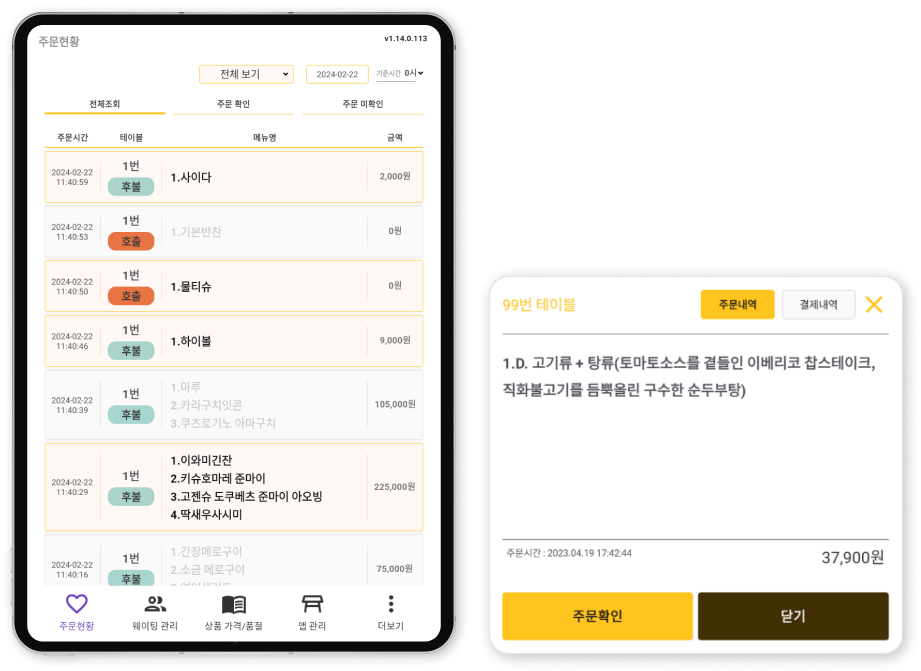 주문현황
v1.14.0.113
전체 보기
2024-02-22
기준시간 0시
전체조회 주문 확인 주문 미확인
주문시간 테이블 메뉴명 금액
2024-02-22
11:40:59
1번
후불
1.사이다
2,000원
2024-02-22
11:40:53
1번
호출
1.기본반찬
0원
2024-02-22
11:40:50
1번
호출
1.물티슈
0원
2024-02-22
11:40:46
1번
후불
1.하이볼
9,000원
2024-02-22
11:40:39
1번
후불
1.마루
2.카라구치잇콘
3.쿠츠로기노 아마구치
105,000원
2024-02-22
11:40:29
1번
후불
1.이와미긴잔
2.키슈호마레 준마이
3.고젠슈 도쿠베츠 준마이 아오빙
4.딱새우사시미
225,000원
2024-02-22
11:40:16
1번
후불
1.간장메로구이
2.소금 메로구이
75,000원
주문현황 웨이팅 관리 상품 가격/품절 앱 관리 더보기
99번 테이블
주문내역
결제내역
1.D. 고기류 + 탕류(토마토소스를 곁들인 이베리코 찹스테이크,
직화불고기를 듬뿍올린 구수한 순두부탕)
주문시간 : 2023.04.19 17:42:44
37,900원
주문확인
닫기